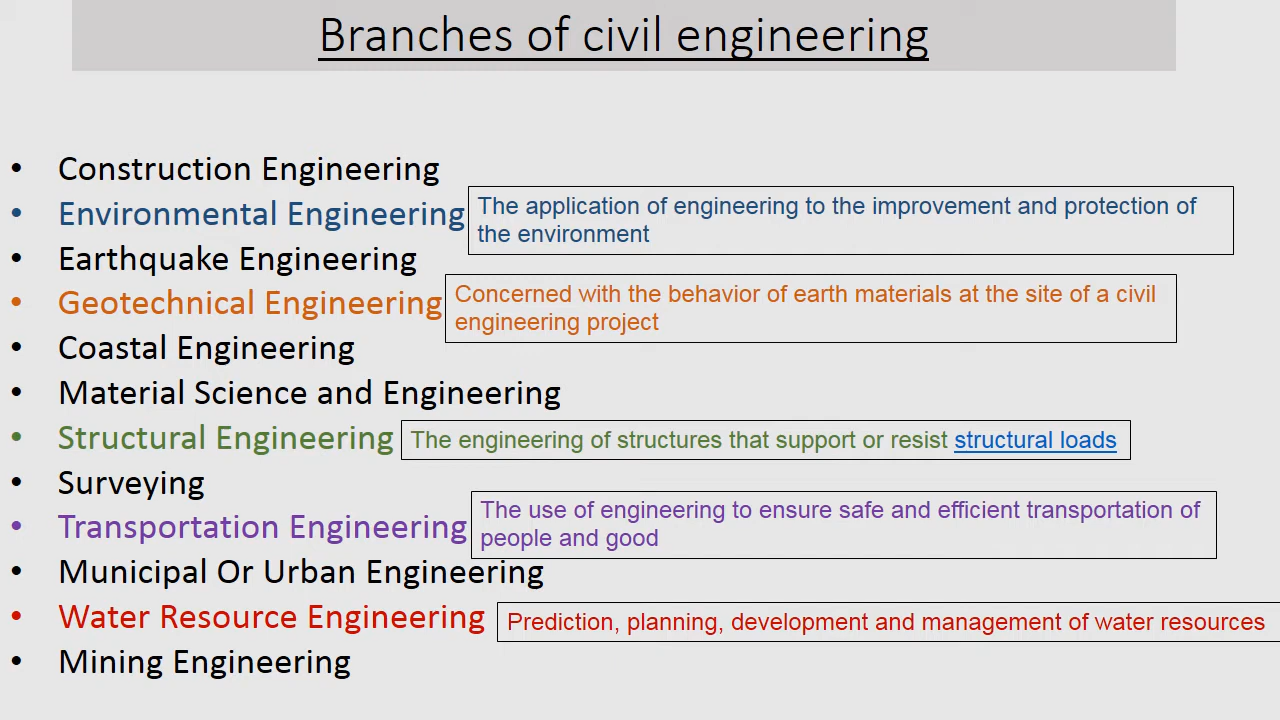 Branches of civil engineering
• Construction Engineering
• Environmental Engineering
The application of engineering to the improvement and protection of
the environment
• Earthquake Engineering
• Geotechnical Engineering
Concerned with the behavior of earth materials at the site of a civil
engineering project
• Coastal Engineering
• Material Science and Engineering
• Structural Engineering
The engineering of structures that support or resist structural loads
• Surveying
• Transportation Engineering
The use of engineering to ensure safe and efficient transportation of
people and good
• Municipal Or Urban Engineering
• Water Resource Engineering
Prediction, planning, development and management of water resources
• Mining Engineering